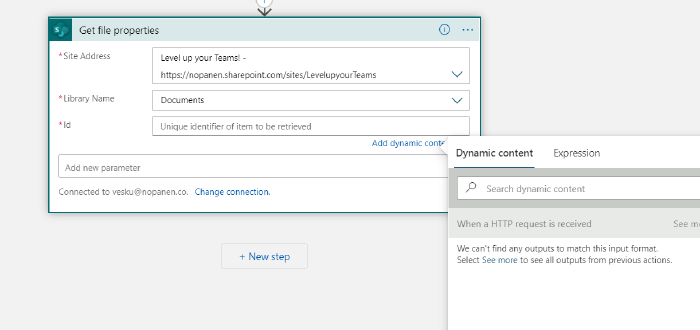 Get file properties
* Site Address
Level up your Teams! -
https://nopanen.sharepoint.com/sites/LevelupyourTeams
* Library Name
Documents
* Id
Unique identifier of item to be retrieved
Add dynamic conte
Add new parameter
Connected to vesku@nopanen.co. Change connection.
+ New step
Dynamic content Expression
Search dynamic content
When a HTTP request is received See mo
We can't find any outputs to match this input format.
Select See more to see all outputs from previous actions.